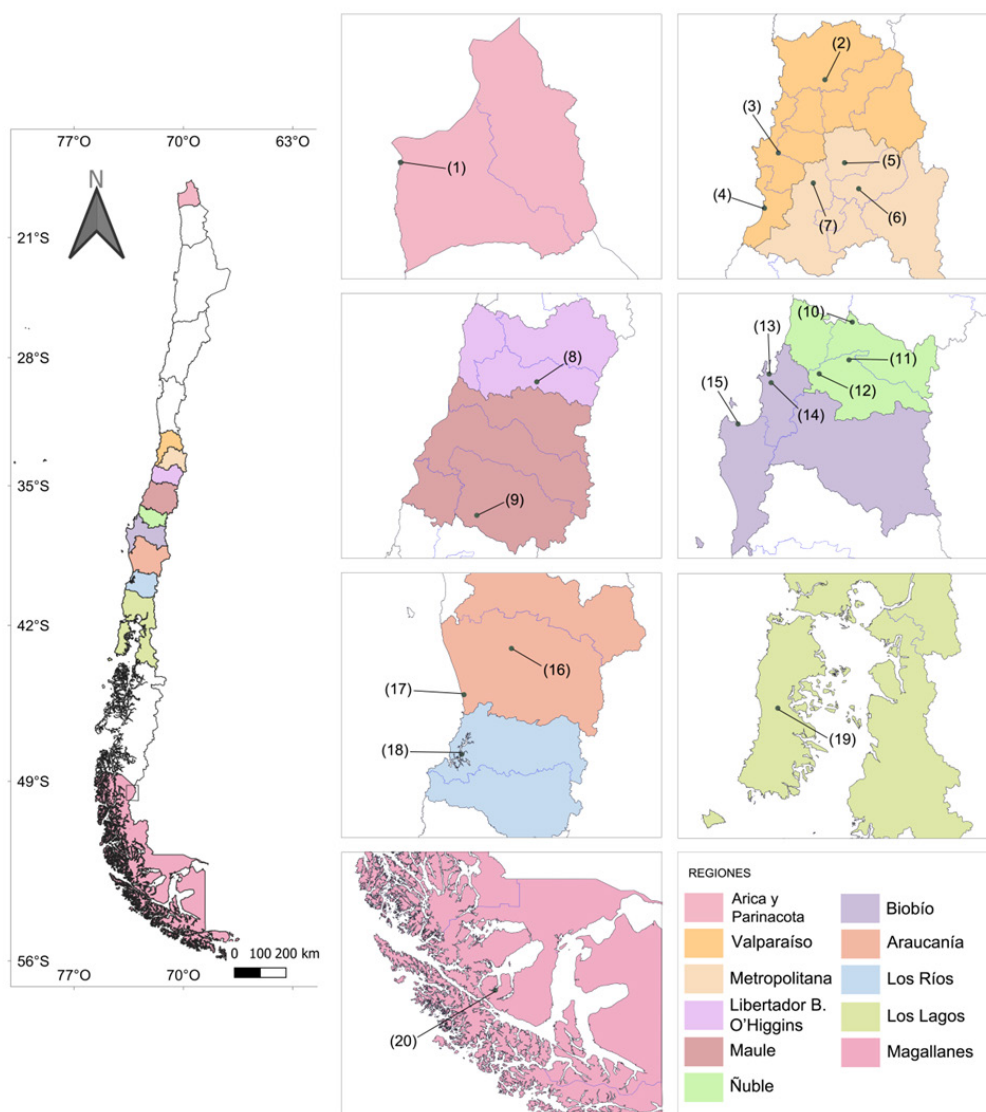 77°O
70°O
63°O
N
21°S
28°S
35°S
42°S
49°S
56°S
77°O
70°O
0
100 200 km
(1)
(2)
(3)
(4)
(5)
(6)
(7)
(8)
(9)
(10)
(11)
(12)
(13)
(14)
(15)
(16)
(17)
(18)
(19)
(20)
REGIONES
Arica y
Parinacota
Valparaíso
Metropolitana
Libertador B.
O'Higgins
Maule
Ñuble
Biobío
Araucanía
Los Ríos
Los Lagos
Magallanes